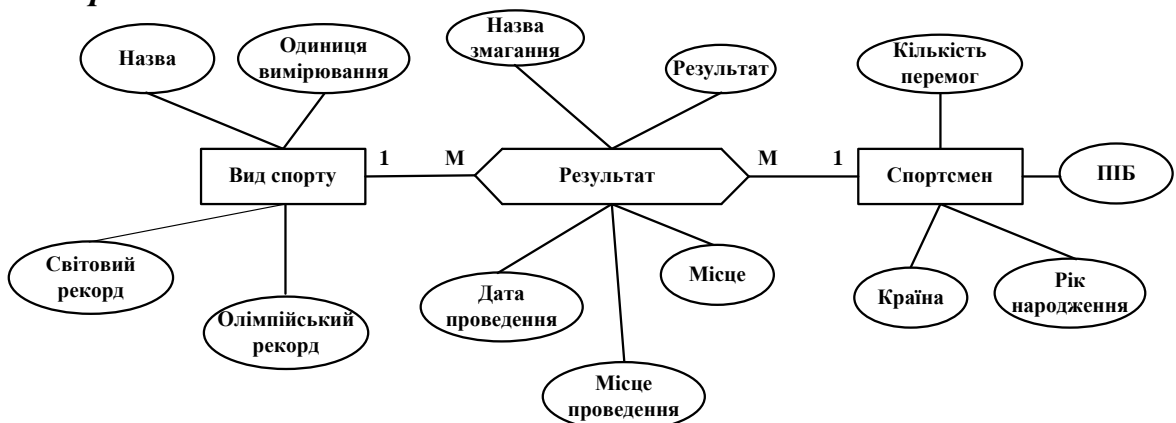 Назва
Одиниця
вимірювання
Назва
змагання
Результат
Кількість
перемог
Вид спорту
1
М
Результат
М
1
Спортсмен
ПІБ
Світовий
рекорд
Олімпійський
рекорд
Дата
проведення
Місце
проведення
Місце
Країна
Рік
народження